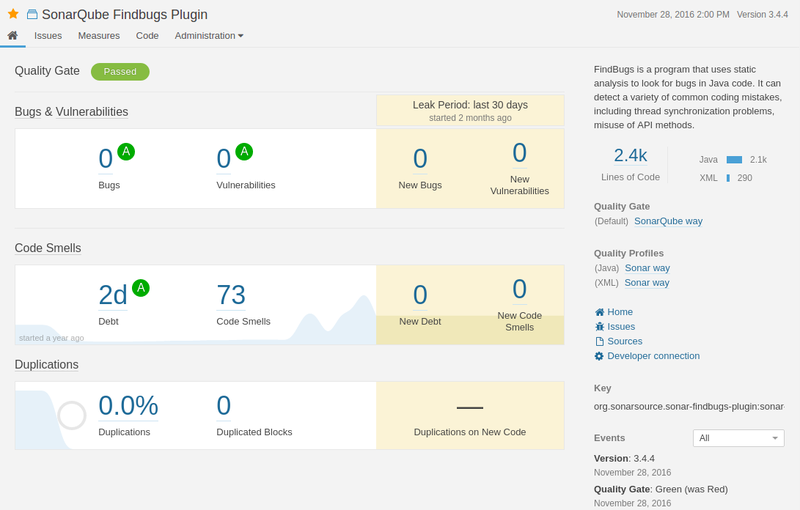 SonarQube Findbugs Plugin
November 28, 2016 2:00 PM Version 3.4.4
Issues Measures Code Administration
Quality Gate Passed
Leak Period: last 30 days
started 2 months ago
Bugs & Vulnerabilities
0 A
Bugs
0 A
Vulnerabilities
0
New Bugs
0
New
Vulnerabilities
Code Smells
2d A
Debt
73
Code Smells
started a year ago
0
New Debt
0
New Code
Smells
Duplications
0.0%
Duplications
0
Duplicated Blocks
—
Duplications on New Code
FindBugs is a program that uses static
analysis to look for bugs in Java code. It can
detect a variety of common coding mistakes,
including thread synchronization problems,
misuse of API methods.
2.4k
Lines of Code
Java 2.1k
XML 290
Quality Gate
(Default) SonarQube way
Quality Profiles
(Java) Sonar way
(XML) Sonar way
Home
Issues
Sources
Developer connection
Key
org.sonarsource.sonar-findbugs-plugin:sonar-
Events All
Version: 3.4.4
November 28, 2016
Quality Gate: Green (was Red)
November 28, 2016